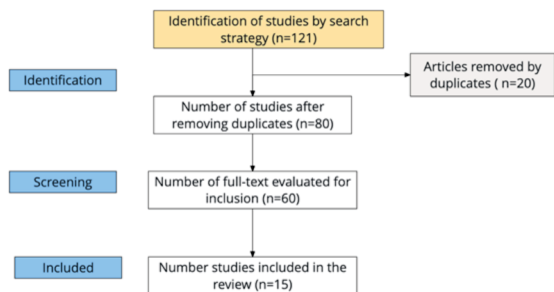 Identification of studies by search
strategy (n=121)
Articles removed by
duplicates ( n=20)
Identification
Number of studies after
removing duplicates (n=80)
Screening
Number of full-text evaluated for
inclusion (n=60)
Included
Number studies included in the
review (n=15)